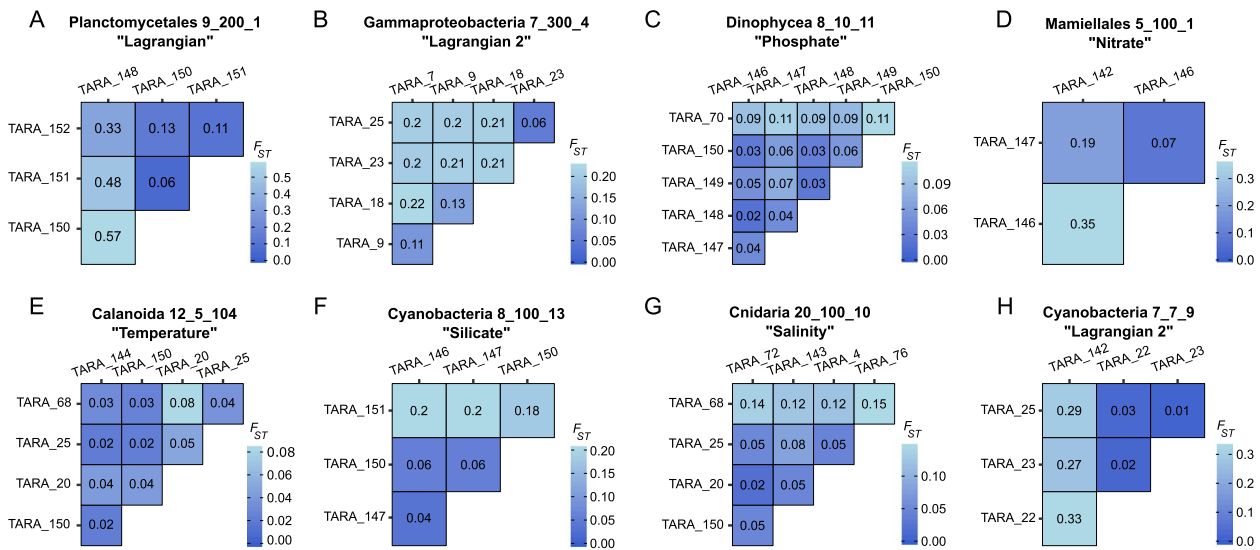 A
Planctomycetales 9_200_1
"Lagrangian"
TARA_148
TARA_150
TARA_151
TARA_152
0.33
0.13
0.11
TARA_151
0.48
0.06
TARA_150
0.57
FST
0.5
0.4
0.3
0.2
0.1
0.0
B
Gammaproteobacteria 7_300_4
"Lagrangian 2"
TARA_7
TARA_9
TARA_18
TARA_23
TARA_25
0.2
0.2
0.21
0.06
TARA_23
0.2
0.21
0.21
TARA_18
0.22
0.13
TARA_9
0.11
FST
0.20
0.15
0.10
0.05
0.00
C
Dinophycea 8_10_11
"Phosphate"
TARA_146
TARA_147
TARA_148
TARA_149
TARA_150
TARA_70
0.09
0.11
0.09
0.09
0.11
TARA_150
0.03
0.06
0.03
0.06
TARA_149
0.05
0.07
0.03
TARA_148
0.02
0.04
TARA_147
0.04
FST
0.09
0.06
0.03
0.00
D
Mamiellales 5_100_1
"Nitrate"
TARA_142
TARA_146
TARA_147
0.19
0.07
TARA_146
0.35
FST
0.3
0.2
0.1
0.0
E
Calanoida 12_5_104
"Temperature"
TARA_144
TARA_150
TARA_20
TARA_25
TARA_68
0.03
0.03
0.08
0.04
TARA_25
0.02
0.02
0.05
TARA_20
0.04
0.04
TARA_150
0.02
FST
0.08
0.06
0.04
0.02
0.00
F
Cyanobacteria 8_100_13
"Silicate"
TARA_146
TARA_147
TARA_150
TARA_151
0.2
0.2
0.18
TARA_150
0.06
0.06
TARA_147
0.04
FST
0.20
0.15
0.10
0.05
0.00
G
Cnidaria 20_100_10
"Salinity"
TARA_72
TARA_143
TARA_4
TARA_76
TARA_68
0.14
0.12
0.12
0.15
TARA_25
0.05
0.08
0.05
TARA_20
0.02
0.05
TARA_150
0.05
FST
0.10
0.05
0.00
H
Cyanobacteria 7_7_9
"Lagrangian 2"
TARA_142
TARA_22
TARA_23
TARA_25
0.29
0.03
0.01
TARA_23
0.27
0.02
TARA_22
0.33
FST
0.3
0.2
0.1
0.0